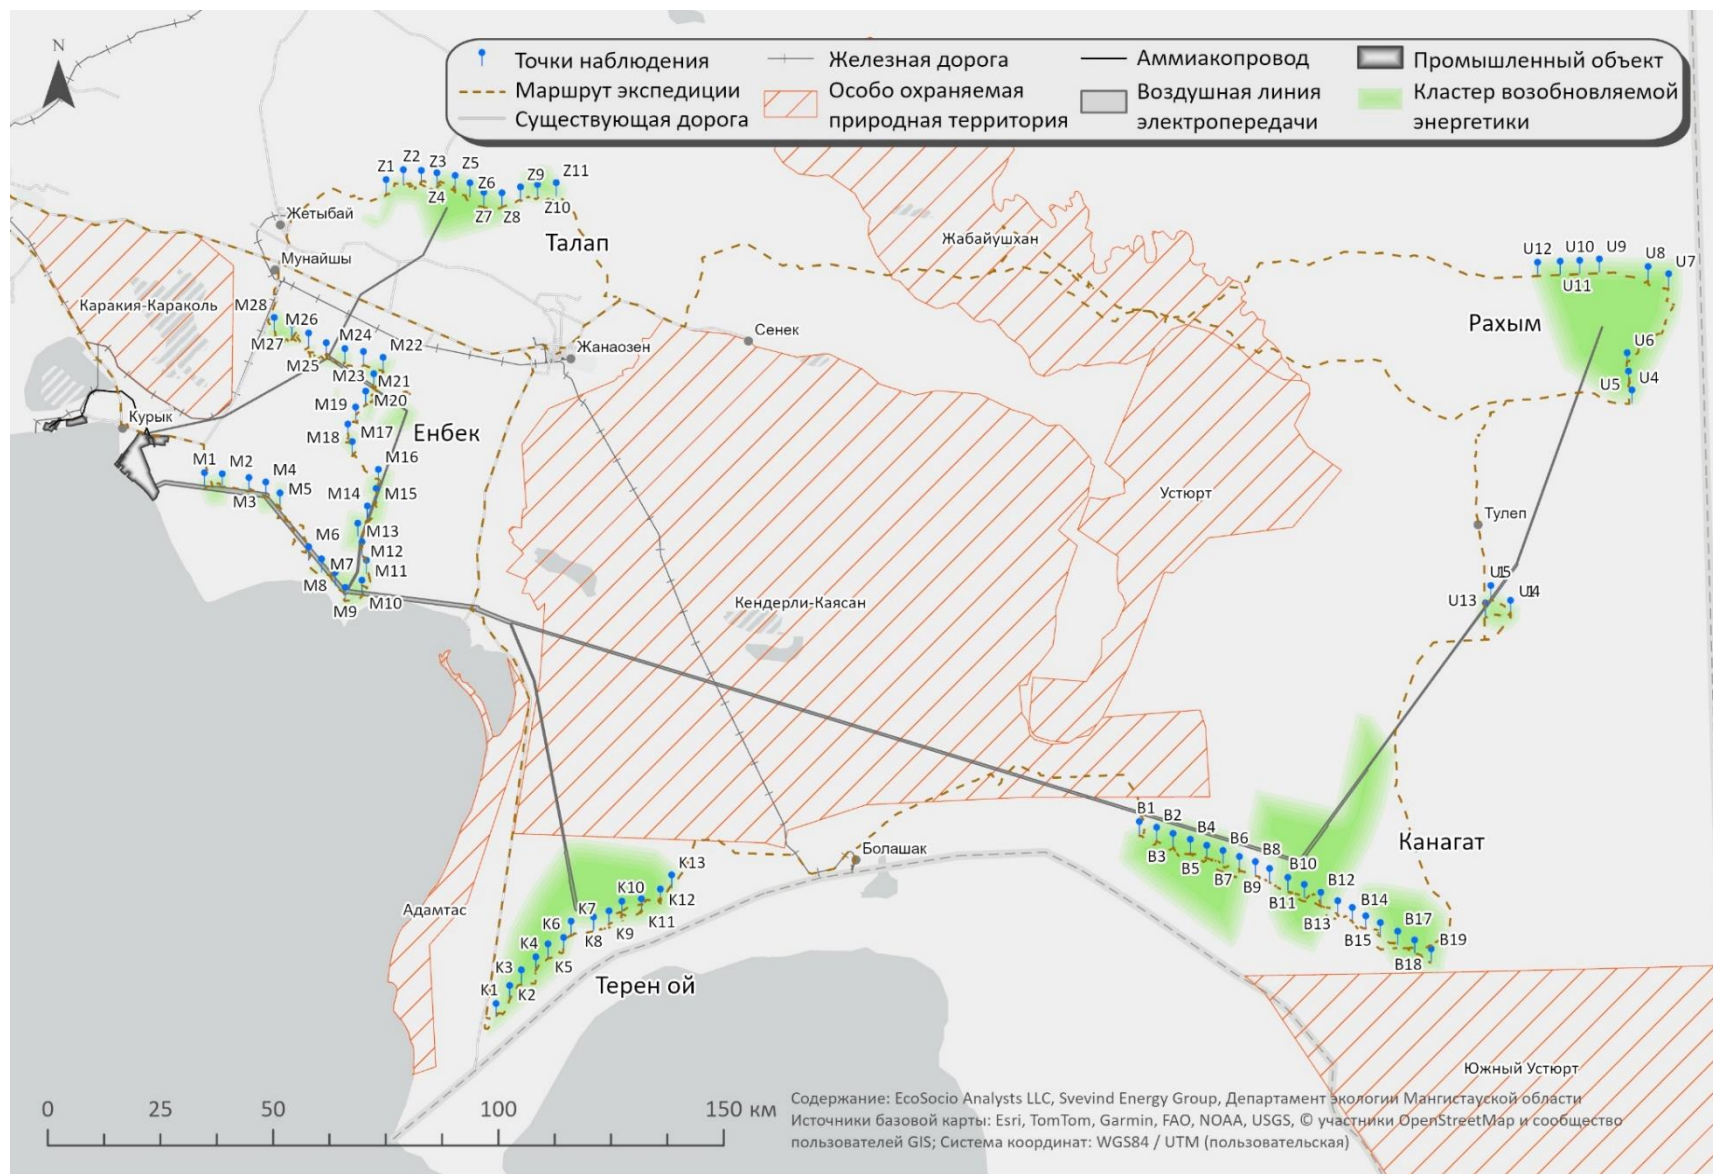 N
Точки наблюдения
Маршрут экспедиции
Существующая дорога
Железная дорога
Особо охраняемая
природная территория
Аммиакопровод
Воздушная линия
электропередачи
Промышленный объект
Кластер возобновляемой
энергетики
Z1
Z2
Z3
Z4
Z5
Z6
Z7
Z8
Z9
Z10
Z11
Талап
Жетыбай
Мунайшы
Каракия-Караколь
Жабайушхан
U12
U10
U9
U11
U8
U7
Рахым
U6
U5
U4
M28
M26
M27
M25
M24
M22
M23
M21
M20
M19
M18
M17
M16
M15
M14
M13
M12
M11
M10
M9
M8
M7
M6
M5
M4
M3
M2
M1
Сенек
Жанаозен
Курык
Енбек
Устюрт
Тулеп
U15
U13
U14
Кендерли-Каясан
B1
B2
B3
B4
B5
B6
B7
B8
B9
B10
B11
B12
B13
B14
B15
B17
B18
B19
Канагат
Болашак
Адамтас
K13
K12
K11
K10
K9
K8
K7
K6
K5
K4
K3
K2
K1
Терен ой
Южный Устюрт
0 25 50 100 150 км
Содержание: EcoSocio Analysts LLC, Svevind Energy Group, Департамент экологии Мангистауской области
Источники базовой карты: Esri, TomTom, Garmin, FAO, NOAA, USGS, © участники OpenStreetMap и сообщество
пользователей GIS; Система координат: WGS84 / UTM (пользовательская)